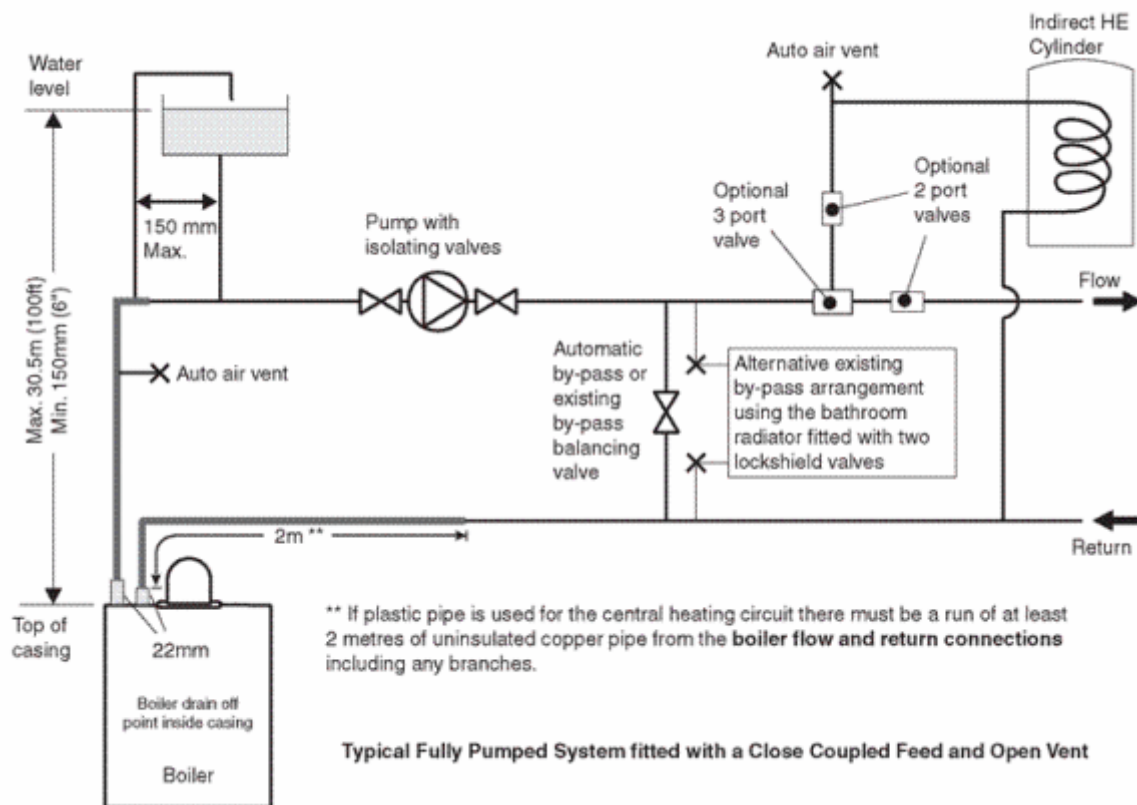 Water
level
Auto air vent
Indirect HE
Cylinder
150 mm
Max.
Pump with
isolating valves
Optional
3 port
valve
Optional
2 port
valves
Flow
Max. 30.5m (100ft)
Min. 150mm (6")
Auto air vent
Automatic
by-pass or
existing
by-pass
balancing
valve
Alternative existing
by-pass arrangement
using the bathroom
radiator fitted with two
lockshield valves
2m **
Return
Top of
casing
22mm
** If plastic pipe is used for the central heating circuit there must be a run of at least
2 metres of uninsulated copper pipe from the boiler flow and return connections
including any branches.
Boiler drain off
point inside casing
Boiler
Typical Fully Pumped System fitted with a Close Coupled Feed and Open Vent